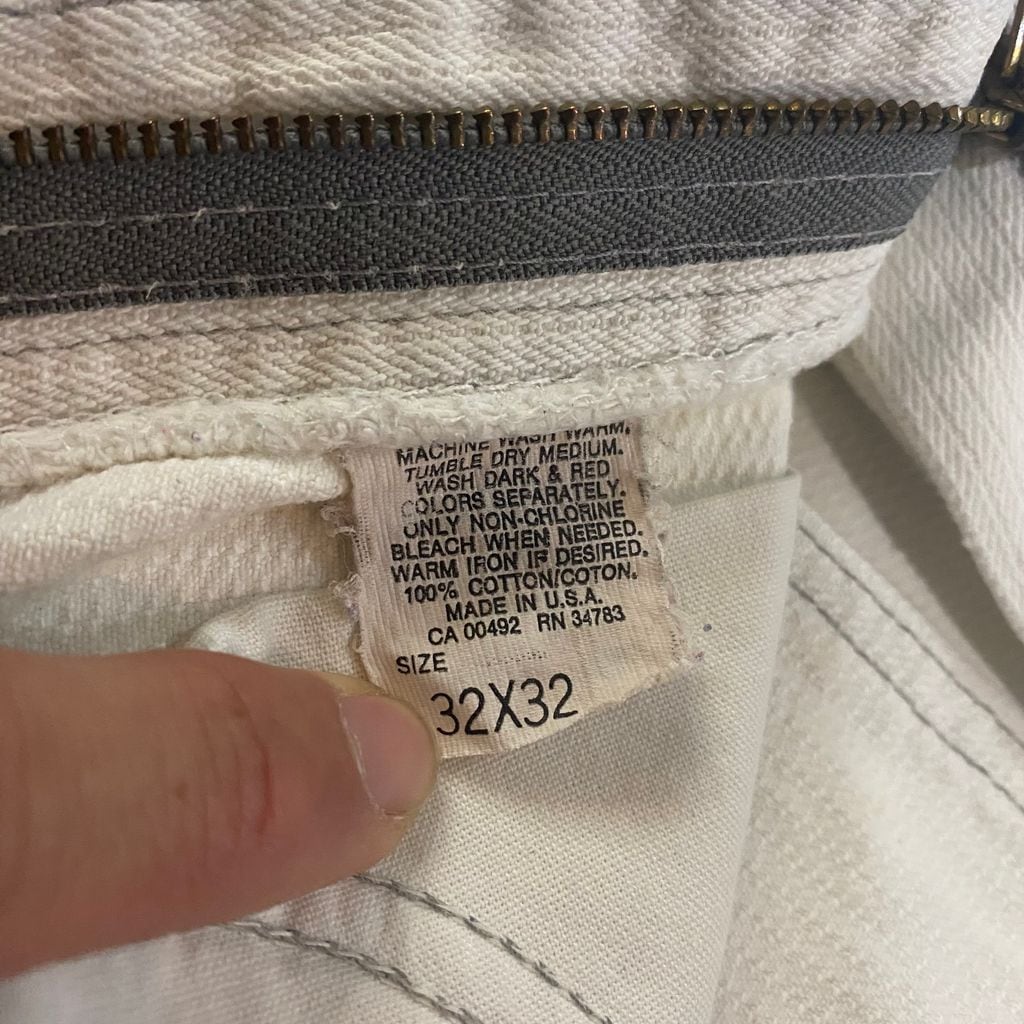 MACHINE WASH WARM.
TUMBLE DRY MEDIUM.
WASH DARK & RED
COLORS SEPARATELY.
ONLY NON-CHLORINE
BLEACH WHEN NEEDED.
WARM IRON IF DESIRED.
100% COTTON/COTON.
MADE IN U.S.A.
CA 00492 RN 34783
SIZE
32X32